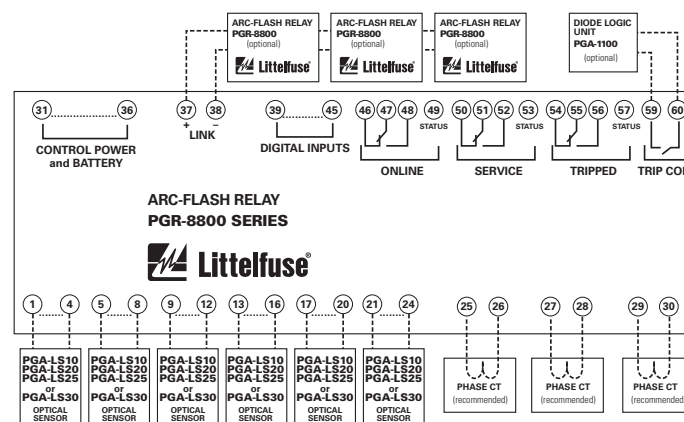 ARC-FLASH RELAY
PGR-8800
(optional)
Littelfuse
ARC-FLASH RELAY
PGR-8800
(optional)
Littelfuse
ARC-FLASH RELAY
PGR-8800
(optional)
Littelfuse
DIODE LOGIC
UNIT
PGA-1100
(optional)
31 36 37 38 39 45 46 47 48 49 50 51 52 53 54 55 56 57 59 60
+ –
LINK
STATUS STATUS STATUS
CONTROL POWER
and BATTERY
DIGITAL INPUTS
ONLINE
SERVICE
TRIPPED
TRIP COI
ARC-FLASH RELAY
PGR-8800 SERIES
Littelfuse®
1 4 5 8 9 12 13 16 17 20 21 24 25 26 27 28 29 30
PGA-LS10
PGA-LS20
PGA-LS25
or
PGA-LS30
OPTICAL
SENSOR
PGA-LS10
PGA-LS20
PGA-LS25
or
PGA-LS30
OPTICAL
SENSOR
PGA-LS10
PGA-LS20
PGA-LS25
or
PGA-LS30
OPTICAL
SENSOR
PGA-LS10
PGA-LS20
PGA-LS25
or
PGA-LS30
OPTICAL
SENSOR
PGA-LS10
PGA-LS20
PGA-LS25
or
PGA-LS30
OPTICAL
SENSOR
PGA-LS10
PGA-LS20
PGA-LS25
or
PGA-LS30
OPTICAL
SENSOR
PHASE CT
(recommended)
PHASE CT
(recommended)
PHASE CT
(recommended)